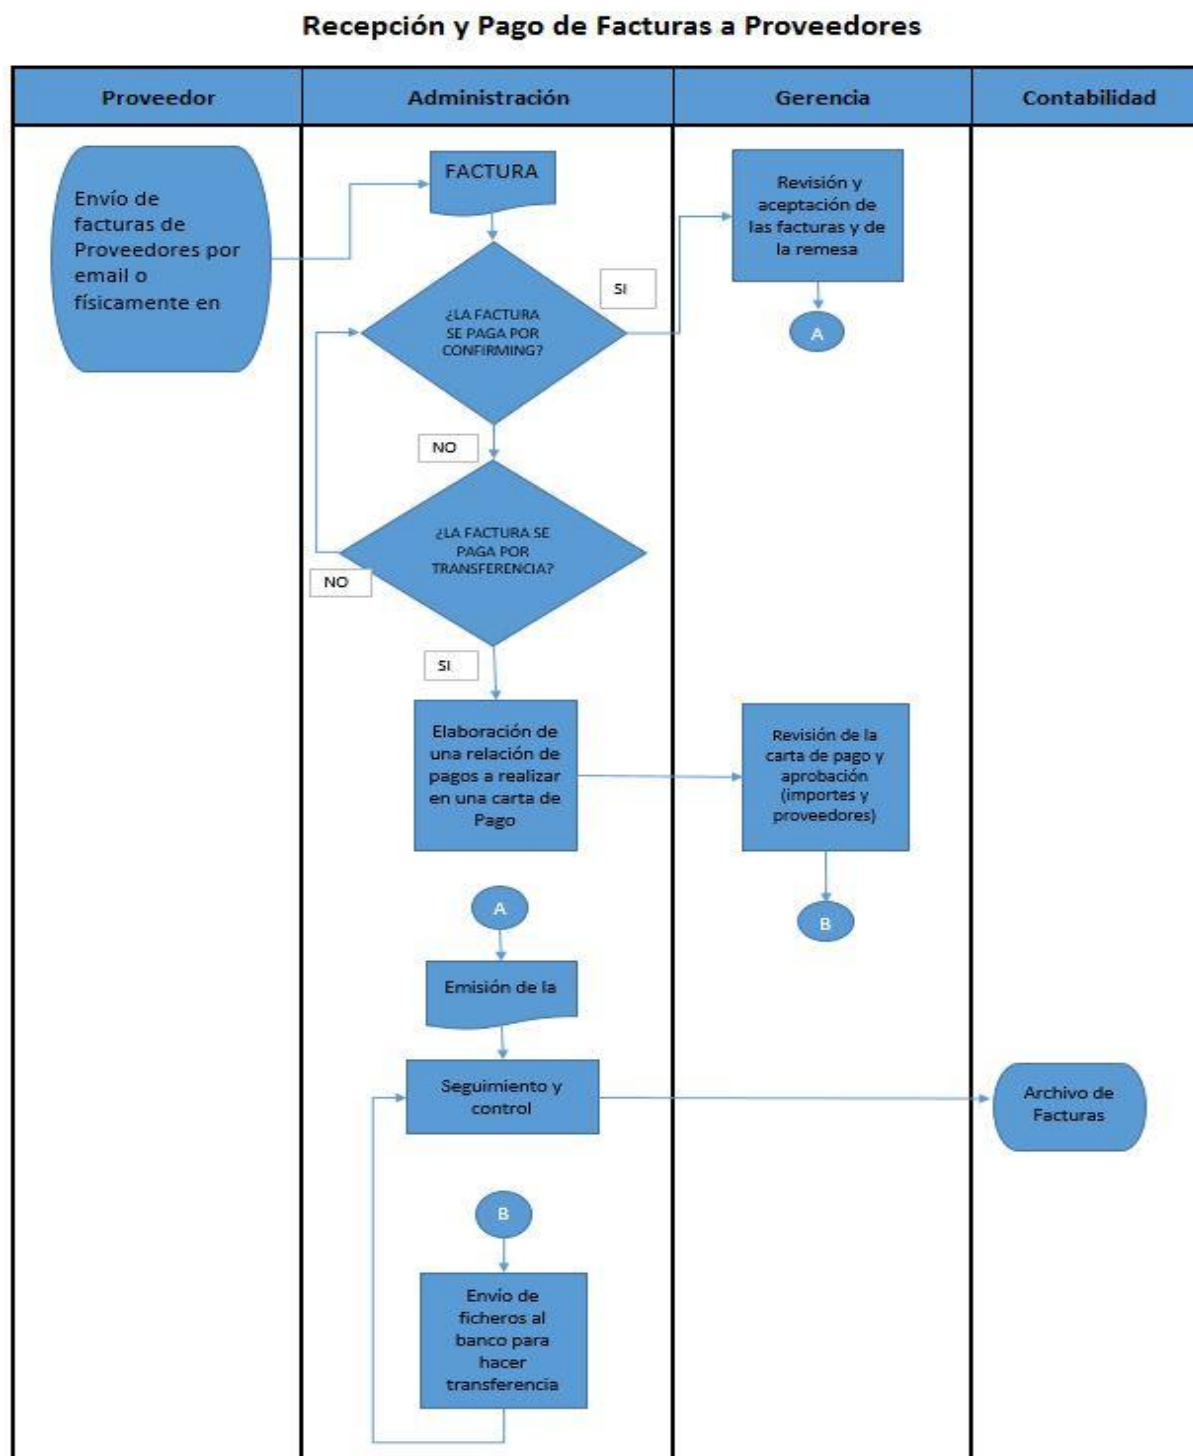 Recepción y Pago de Facturas a Proveedores
Proveedor
Administración
Gerencia
Contabilidad
Envío de
facturas de
Proveedores por
email o
físicamente en
FACTURA
Revisión y
aceptación de
las facturas y de
la remesa
SI
¿LA FACTURA
SE PAGA POR
CONFIRMING?
A
NO
¿LA FACTURA SE
PAGA POR
TRANSFERENCIA?
NO
SI
Elaboración de
una relación de
pagos a realizar
en una carta de
Pago
Revisión de la
carta de pago y
aprobación
(importes y
proveedores)
A
B
Emisión de la
Seguimiento y
control
Archivo de
Facturas
B
Envío de
ficheros al
banco para
hacer
transferencia